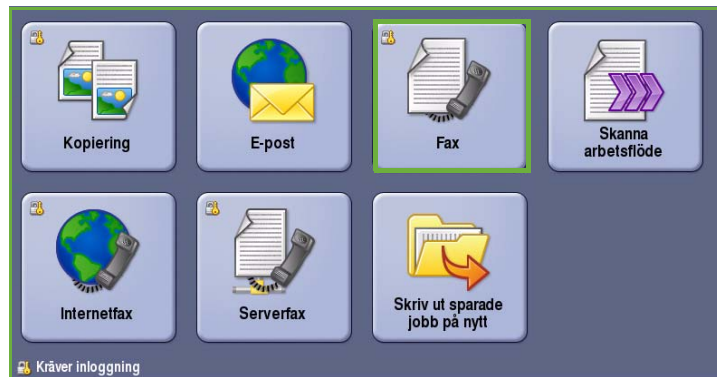 Kopiering
E-post
Fax
Skanna
arbetsflöde
Internetfax
Serverfax
Skriv ut sparade
jobb på nytt
Kräver inloggning